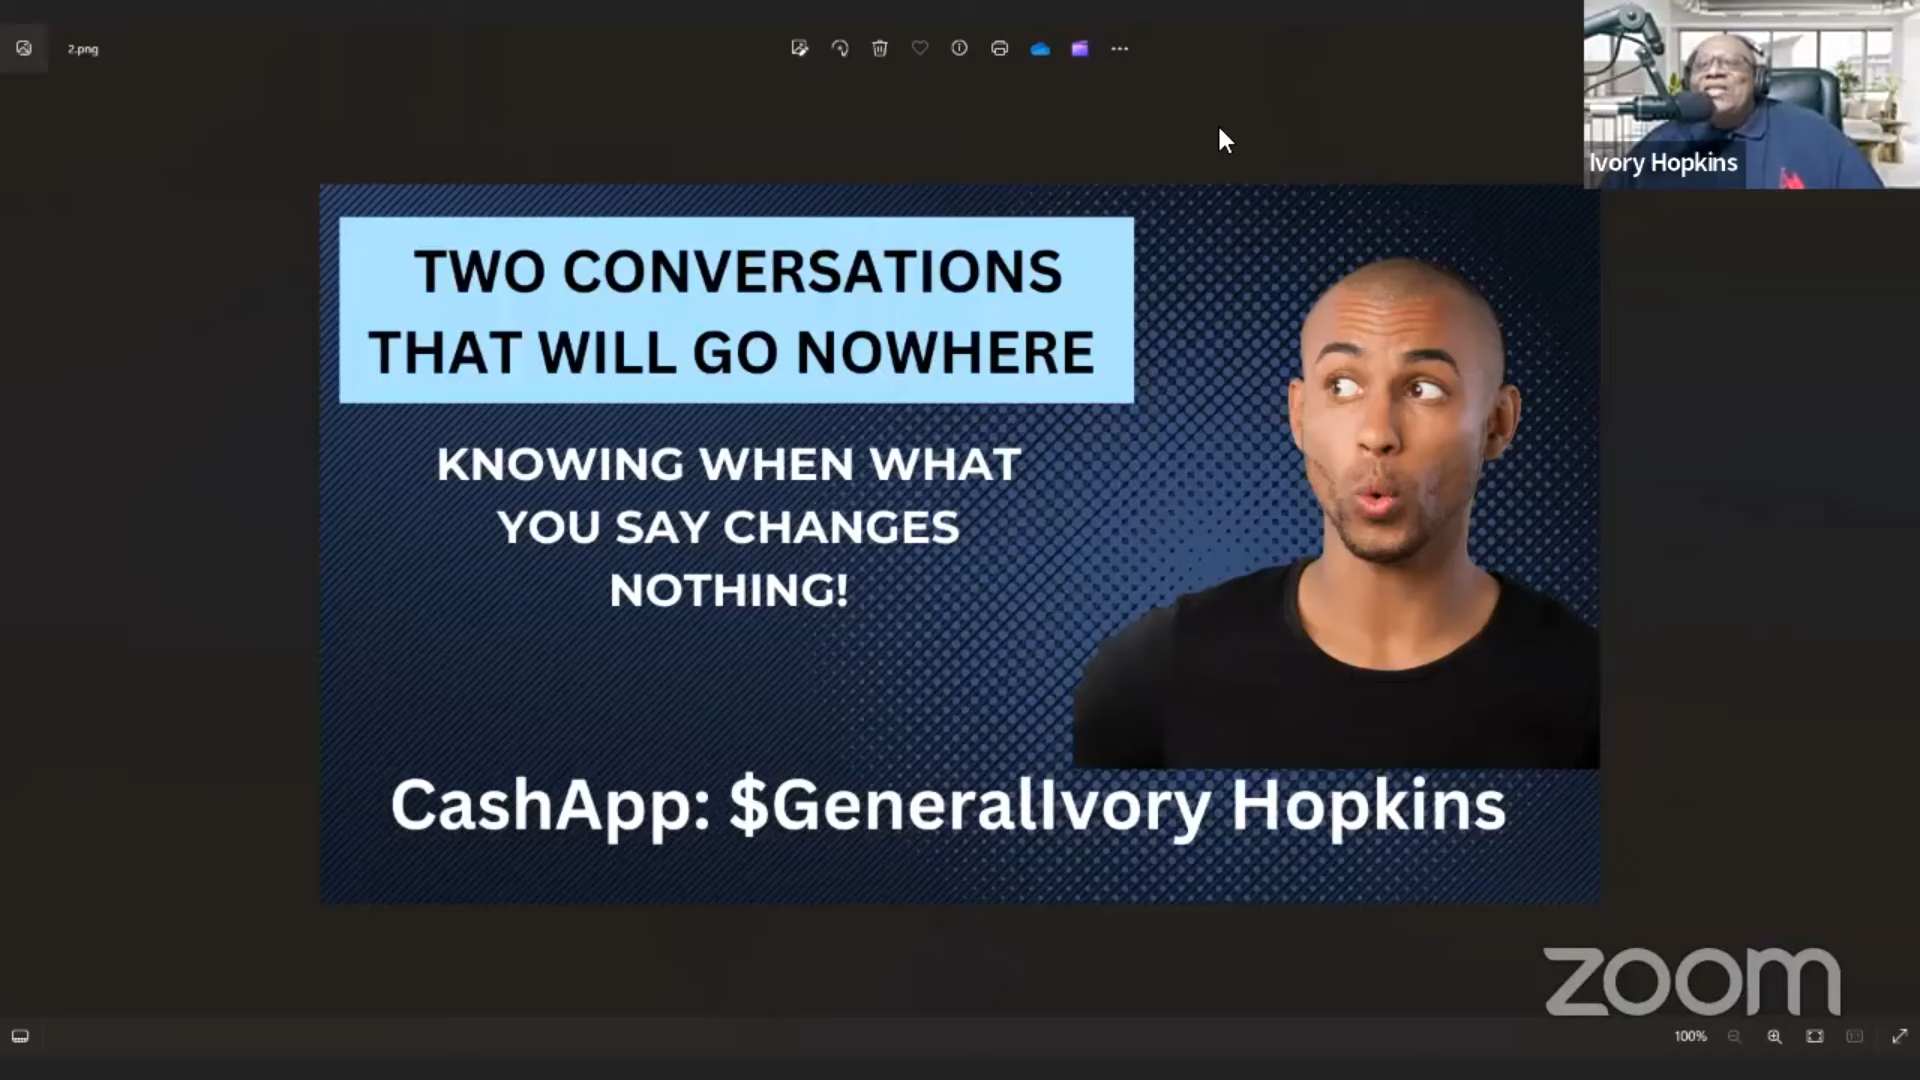 2.png
Ivory Hopkins
TWO CONVERSATIONS
THAT WILL GO NOWHERE
KNOWING WHEN WHAT
YOU SAY CHANGES
NOTHING!
CashApp: $GeneralIvory Hopkins
zoom
100%